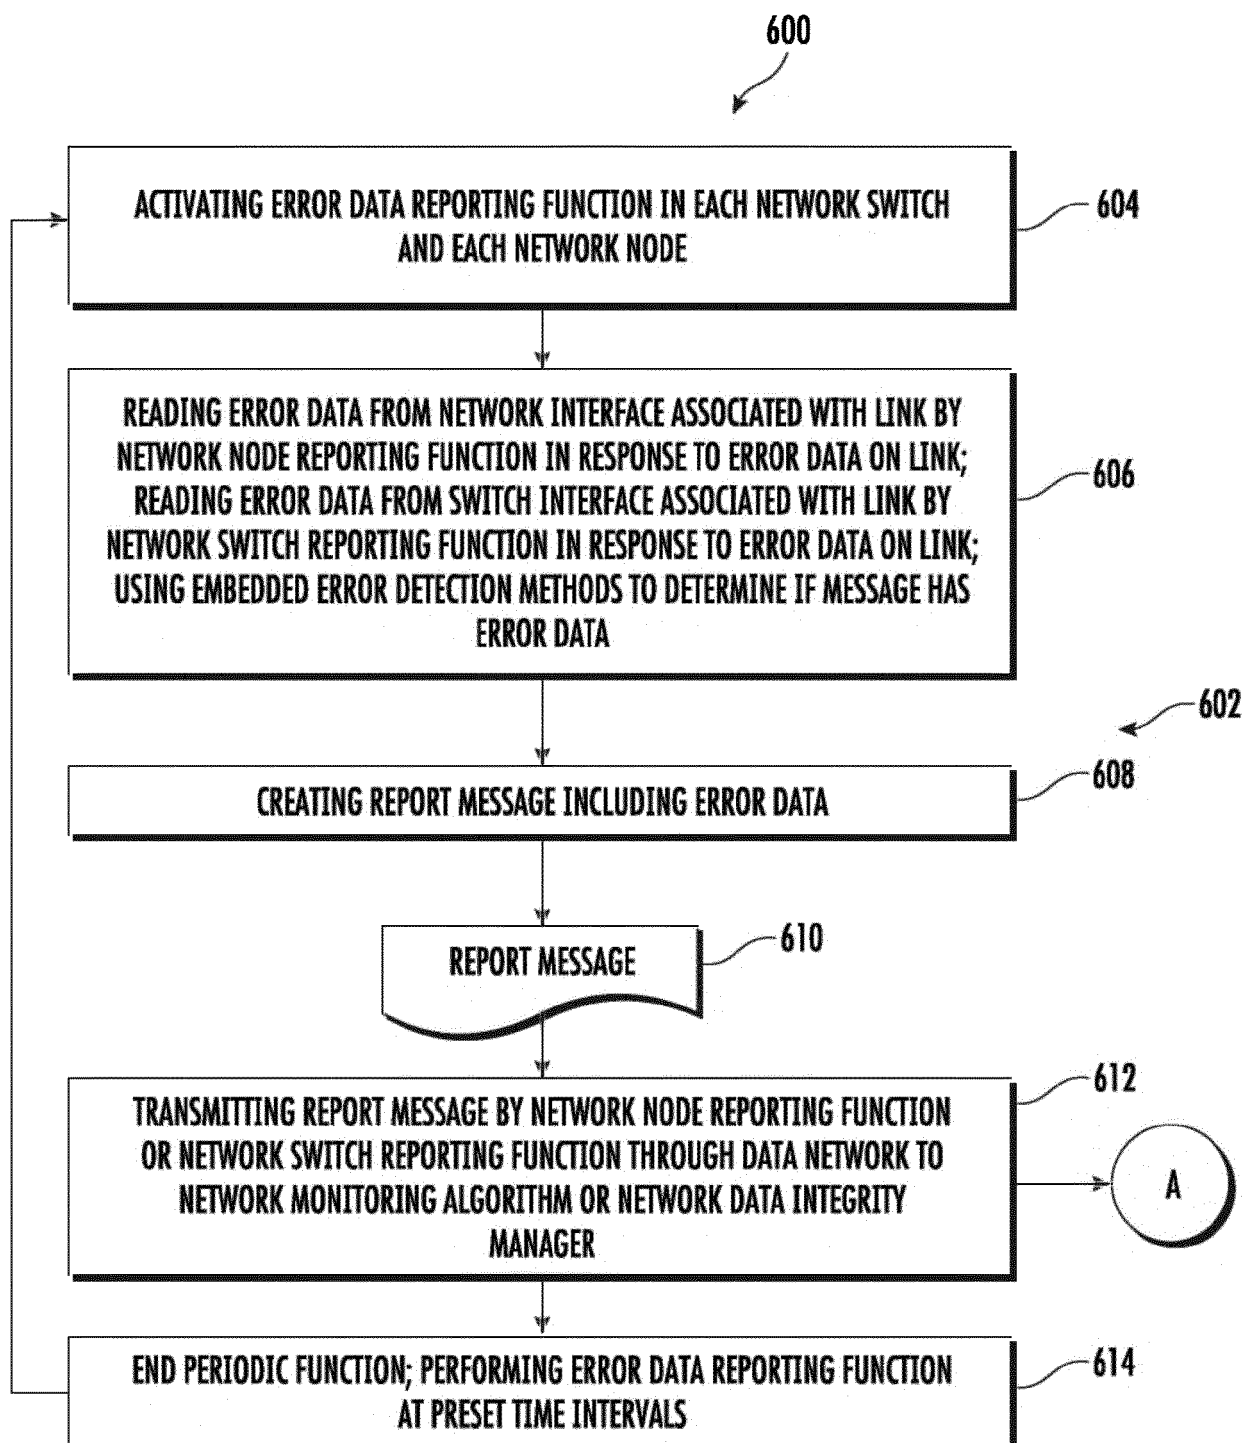 600
ACTIVATING ERROR DATA REPORTING FUNCTION IN EACH NETWORK SWITCH
AND EACH NETWORK NODE
604
READING ERROR DATA FROM NETWORK INTERFACE ASSOCIATED WITH LINK BY
NETWORK NODE REPORTING FUNCTION IN RESPONSE TO ERROR DATA ON LINK;
READING ERROR DATA FROM SWITCH INTERFACE ASSOCIATED WITH LINK BY
NETWORK SWITCH REPORTING FUNCTION IN RESPONSE TO ERROR DATA ON LINK;
USING EMBEDDED ERROR DETECTION METHODS TO DETERMINE IF MESSAGE HAS
ERROR DATA
606
602
CREATING REPORT MESSAGE INCLUDING ERROR DATA
608
REPORT MESSAGE
610
TRANSMITTING REPORT MESSAGE BY NETWORK NODE REPORTING FUNCTION
OR NETWORK SWITCH REPORTING FUNCTION THROUGH DATA NETWORK TO
NETWORK MONITORING ALGORITHM OR NETWORK DATA INTEGRITY
MANAGER
612
A
END PERIODIC FUNCTION; PERFORMING ERROR DATA REPORTING FUNCTION
AT PRESET TIME INTERVALS
614